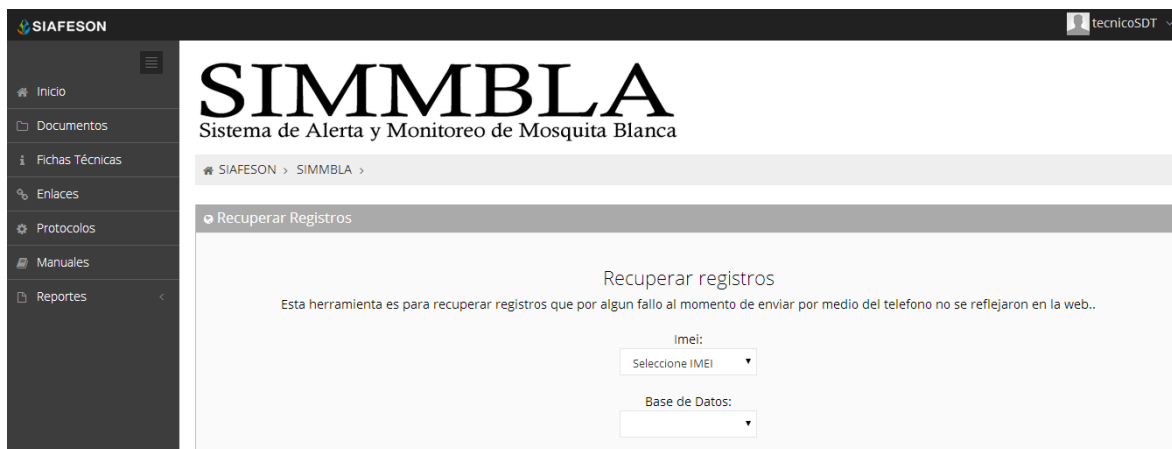 SIAFESON
tecnicoSDT
Inicio
Documentos
Fichas Técnicas
Enlaces
Protocolos
Manuales
Reportes
SIMMBLA
Sistema de Alerta y Monitoreo de Mosquita Blanca
SIAFESON > SIMMBLA >
Recuperar Registros
Recuperar registros
Esta herramienta es para recuperar registros que por algun fallo al momento de enviar por medio del telefono no se reflejaron en la web..
Imei:
Seleccione IMEI
Base de Datos: